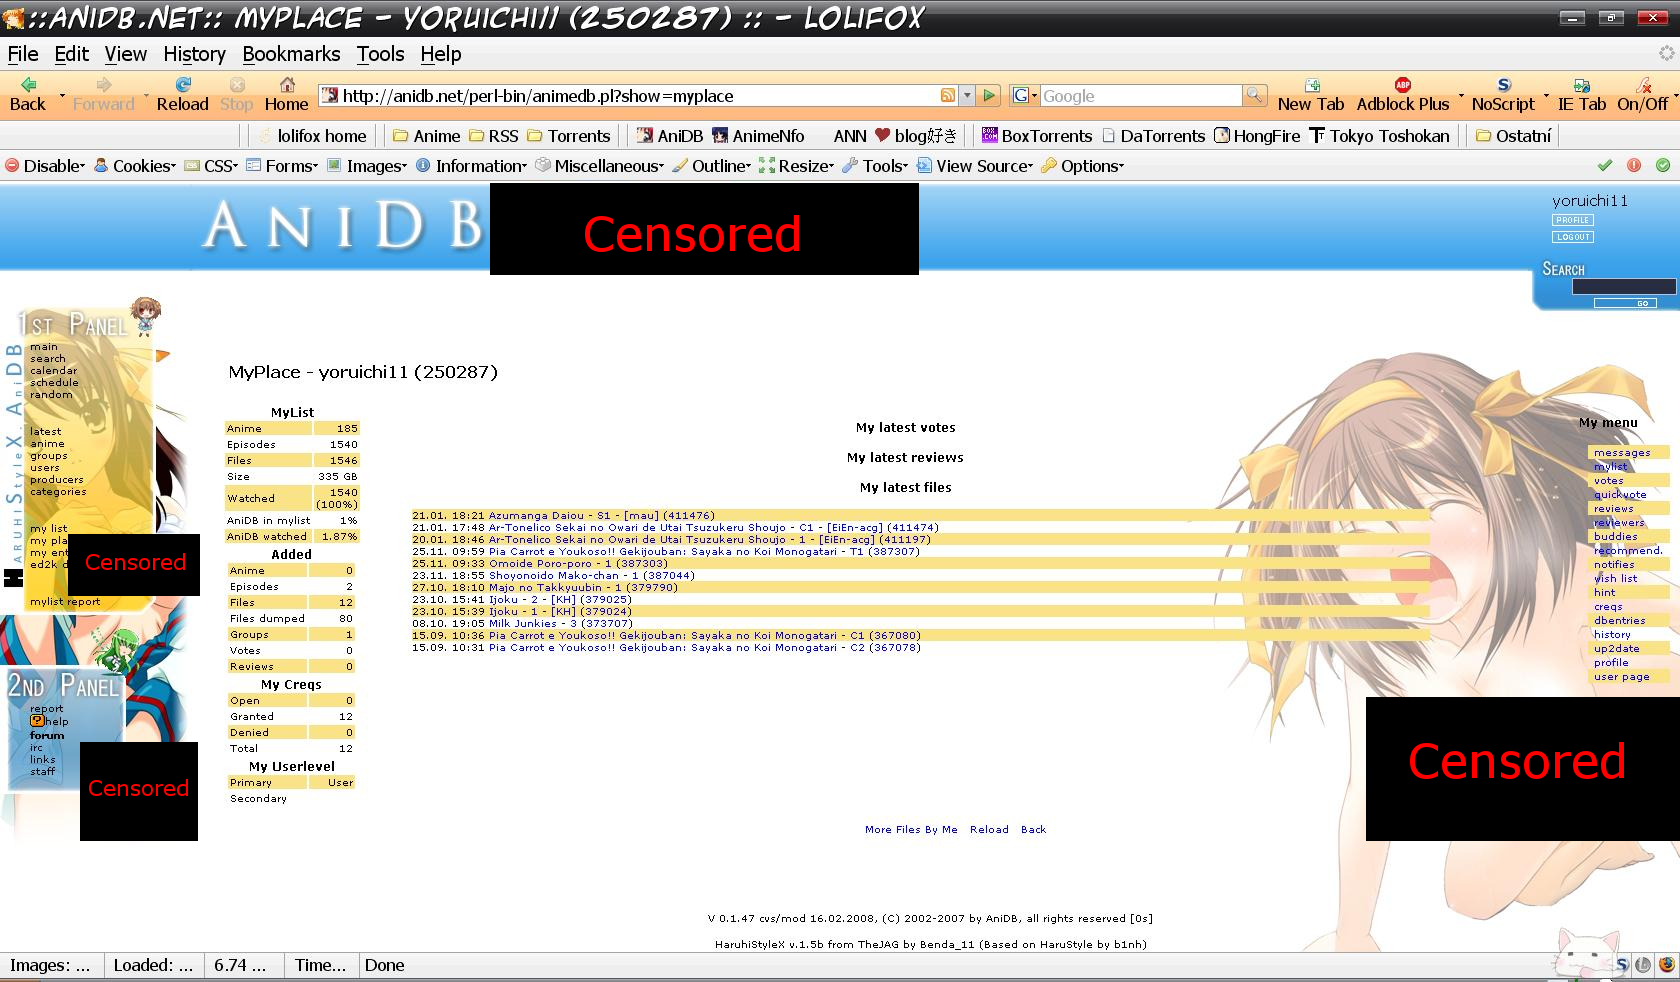 ::ANIDB.NET:: MYPLACE - YORUICHI11 (250287) :: - LOLIFOX
File Edit View History Bookmarks Tools Help
Back Forward Reload Stop Home http://anidb.net/perl-bin/animedb.pl?show=myplace G Google New Tab Adblock Plus NoScript IE Tab On/Off
lolifox home Anime RSS Torrents AniDB AnimeNfo ANN blog好き BoxTorrents DaTorrents HongFire Tokyo Toshokan Ostatní
Disable Cookies CSS Forms Images Information Miscellaneous Outline Resize Tools View Source Options
AniDB
Censored
yoruichi11
PROFILE
LOGOUT
Search
GO
1st Panel
main
search
calendar
schedule
random
latest
anime
groups
users
producers
categories
my list
my pla
my ent
ed2k d
Censored
mylist report
HaruhiStyleX.AniDB
2nd Panel
report
help
forum
irc
links
staff
Censored
MyPlace - yoruichi11 (250287)
MyList
Anime 185
Episodes 1540
Files 1546
Size 335 GB
Watched 1540 (100%)
AniDB in mylist 1%
AniDB watched 1.87%
Added
Anime 0
Episodes 2
Files 12
Files dumped 80
Groups 1
Votes 0
Reviews 0
My Creqs
Open 0
Granted 12
Denied 0
Total 12
My Userlevel
Primary User
Secondary
My latest votes
My latest reviews
My latest files
21.01. 18:21 Azumanga Daiou - S1 - [mau] (411476)
21.01. 17:48 Ar-Tonelico Sekai no Owari de Utai Tsuzukeru Shoujo - C1 - [EiEn-acg] (411474)
20.01. 18:46 Ar-Tonelico Sekai no Owari de Utai Tsuzukeru Shoujo - 1 - [EiEn-acg] (411197)
25.11. 09:59 Pia Carrot e Youkoso!! Gekijouban: Sayaka no Koi Monogatari - T1 (387307)
25.11. 09:33 Omoide Poro-poro - 1 (387303)
23.11. 18:55 Shoyonoido Mako-chan - 1 (387044)
27.10. 18:10 Majo no Takkyuubin - 1 (379790)
23.10. 15:41 Ijoku - 2 - [KH] (379025)
23.10. 15:39 Ijoku - 1 - [KH] (379024)
08.10. 19:05 Milk Junkies - 3 (373707)
15.09. 10:36 Pia Carrot e Youkoso!! Gekijouban: Sayaka no Koi Monogatari - C1 (367080)
15.09. 10:31 Pia Carrot e Youkoso!! Gekijouban: Sayaka no Koi Monogatari - C2 (367078)
My menu
messages
mylist
votes
quickvote
reviews
reviewers
buddies
recommend.
notifies
wish list
hint
creqs
dbentries
history
up2date
profile
user page
Censored
More Files By Me Reload Back
V 0.1.47 cvs/mod 16.02.2008, (C) 2002-2007 by AniDB, all rights reserved [0s]
HaruhiStyleX v.1.5b from TheJAG by Benda_11 (Based on HaruStyle by b1nh)
Images: ... Loaded: ... 6.74 ... Time... Done